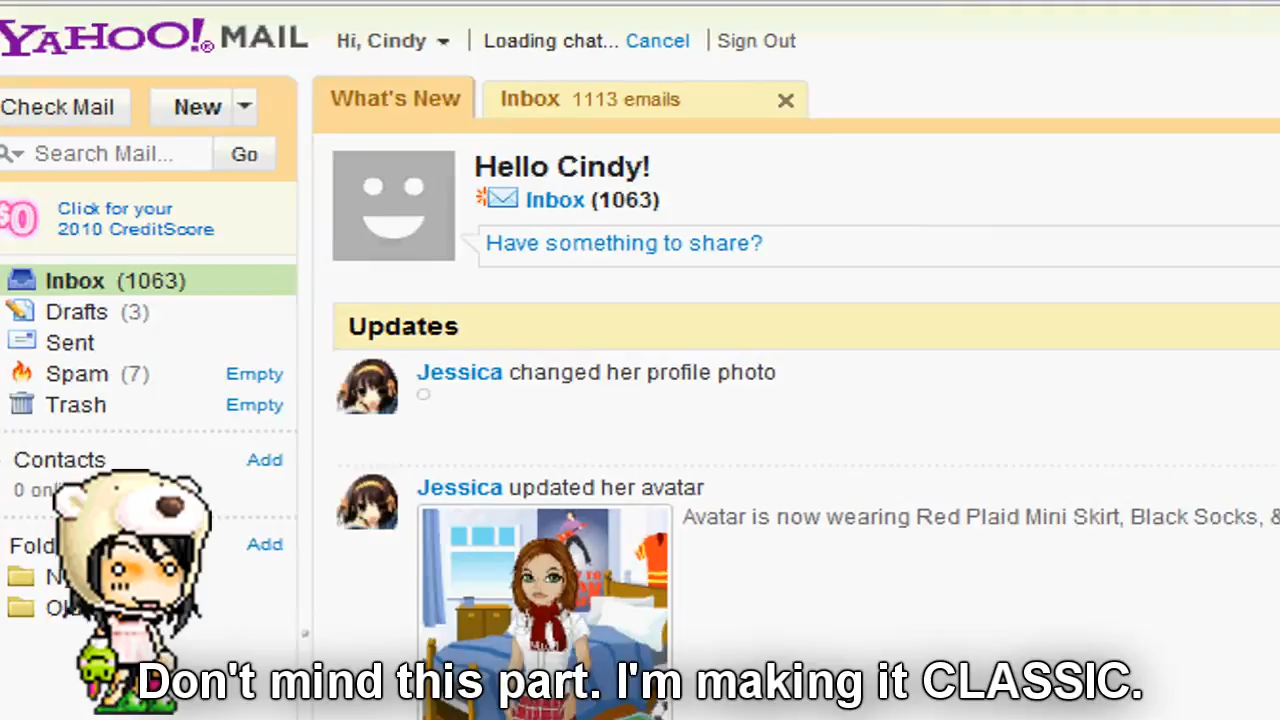 YAHOO!® MAIL
Hi, Cindy | Loading chat... Cancel | Sign Out
Check Mail New
What's New Inbox 1113 emails
Search Mail... Go
Hello Cindy!
Inbox (1063)
$0 Click for your
2010 CreditScore
Have something to share?
Inbox (1063)
Drafts (3)
Sent
Spam (7) Empty
Trash Empty
Updates
Jessica changed her profile photo
Contacts Add
Jessica updated her avatar
Avatar is now wearing Red Plaid Mini Skirt, Black Socks, &
Add
Don't mind this part. I'm making it CLASSIC.